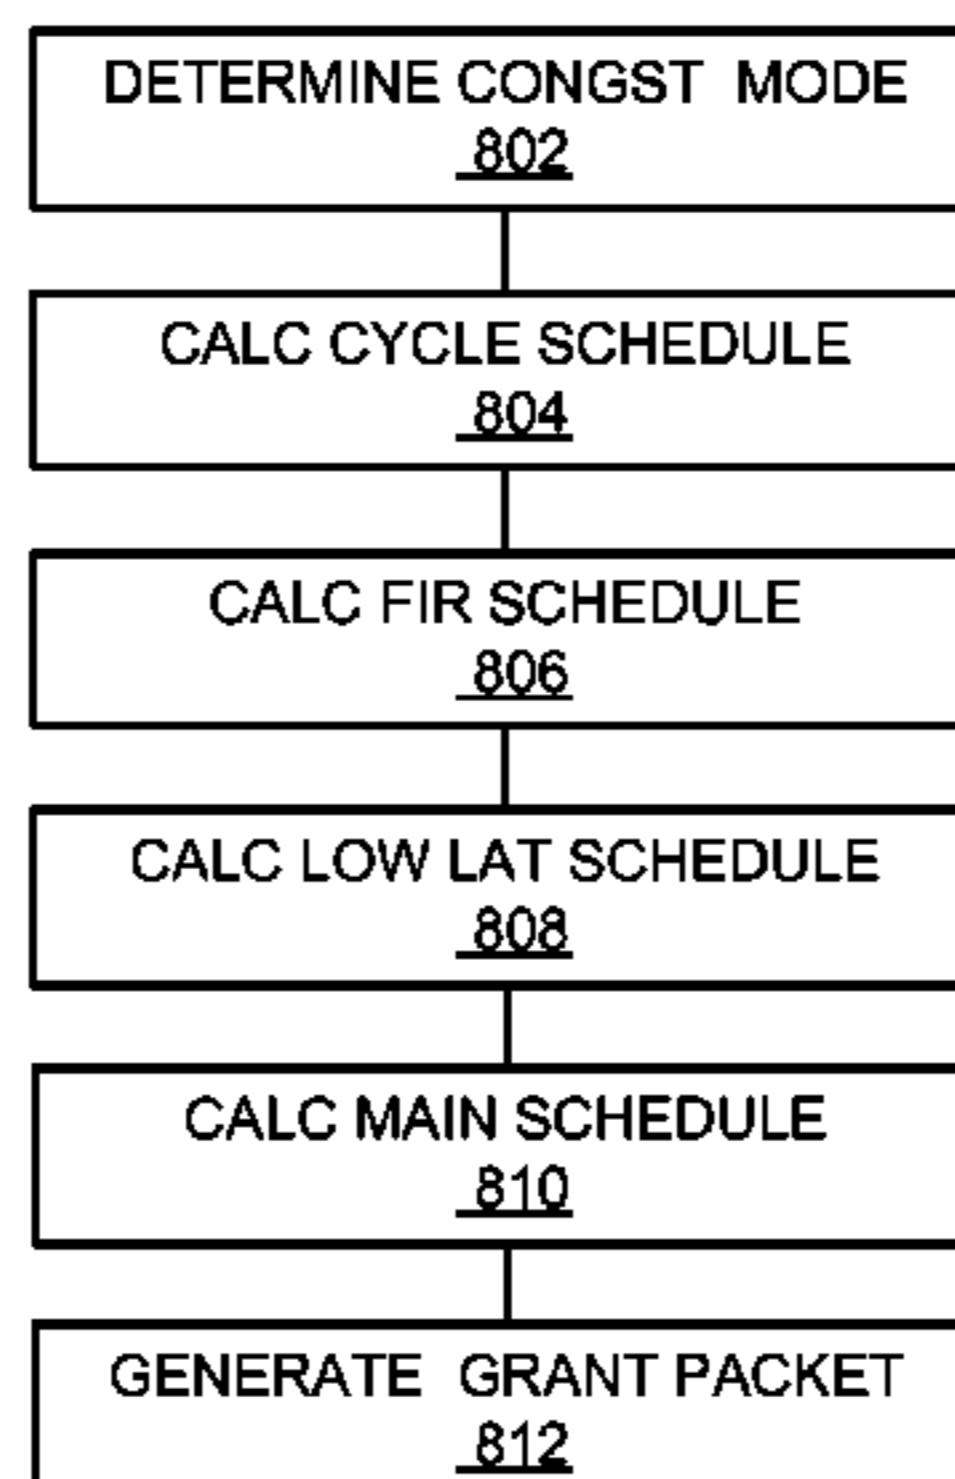 DETERMINE CONGST MODE
802
CALC CYCLE SCHEDULE
804
CALC FIR SCHEDULE
806
CALC LOW LAT SCHEDULE
808
CALC MAIN SCHEDULE
810
GENERATE GRANT PACKET
812